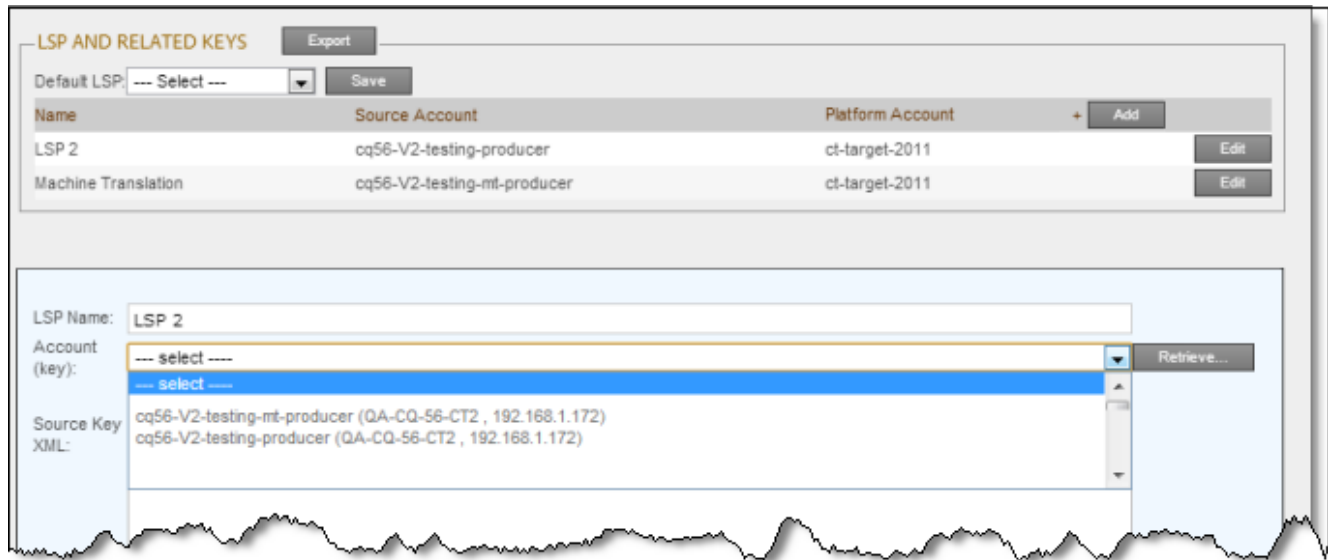 LSP AND RELATED KEYS Export
Default LSP: --- Select --- Save
Name Source Account Platform Account + Add
LSP 2 cq56-V2-testing-producer ct-target-2011 Edit
Machine Translation cq56-V2-testing-mt-producer ct-target-2011 Edit
LSP Name: LSP 2
Account
(key): --- select ---- Retrieve...
--- select ----
cq56-V2-testing-mt-producer (QA-CQ-56-CT2 , 192.168.1.172)
Source Key
XML:
cq56-V2-testing-producer (QA-CQ-56-CT2 , 192.168.1.172)